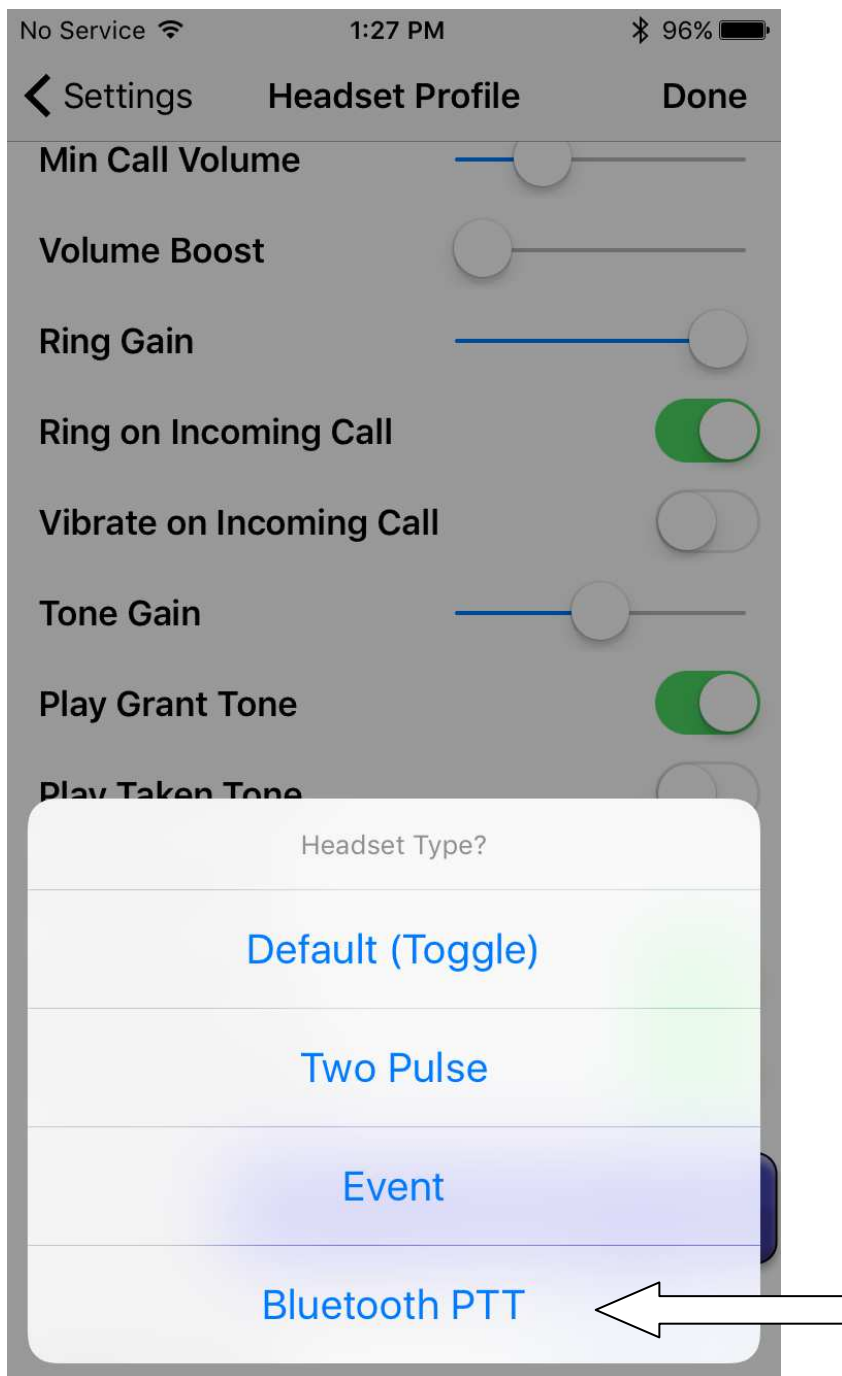 No Service 1:27 PM 96%
Settings Headset Profile Done
Min Call Volume
Volume Boost
Ring Gain
Ring on Incoming Call
Vibrate on Incoming Call
Tone Gain
Play Grant Tone
Play Taken Tone
Headset Type?
Default (Toggle)
Two Pulse
Event
Bluetooth PTT